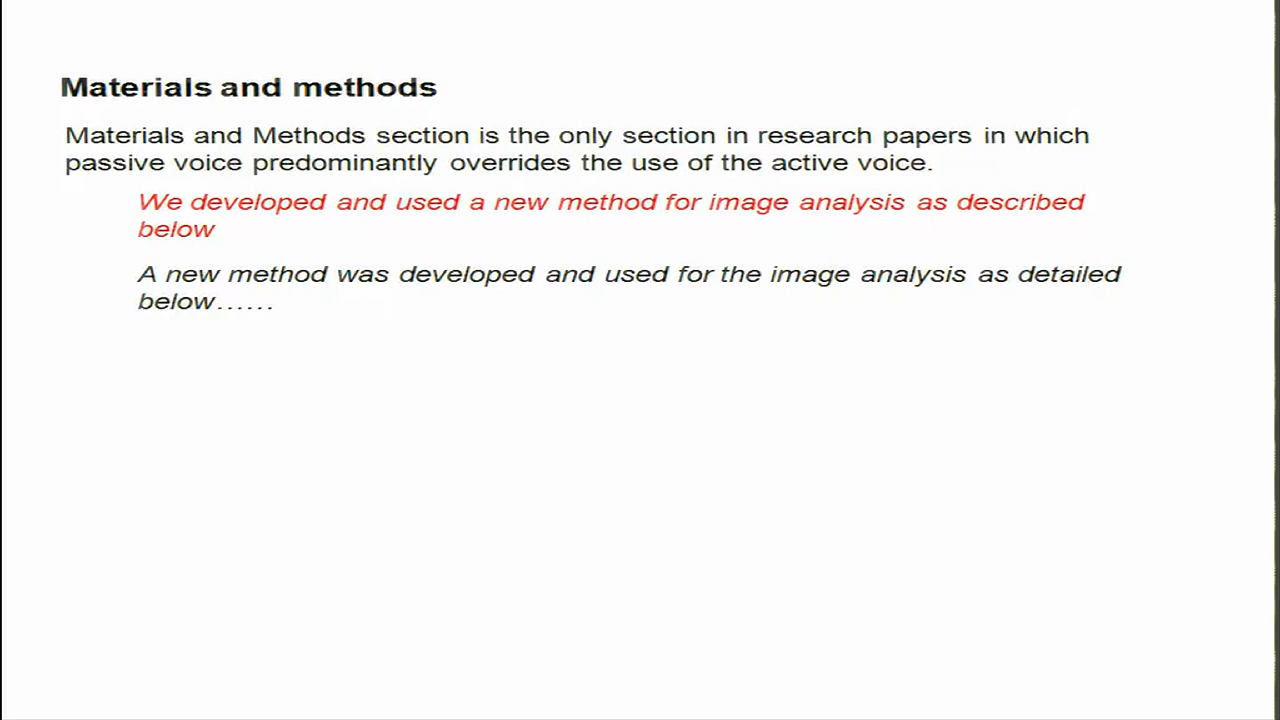 Materials and methods
Materials and Methods section is the only section in research papers in which
passive voice predominantly overrides the use of the active voice.
We developed and used a new method for image analysis as described
below
A new method was developed and used for the image analysis as detailed
below……